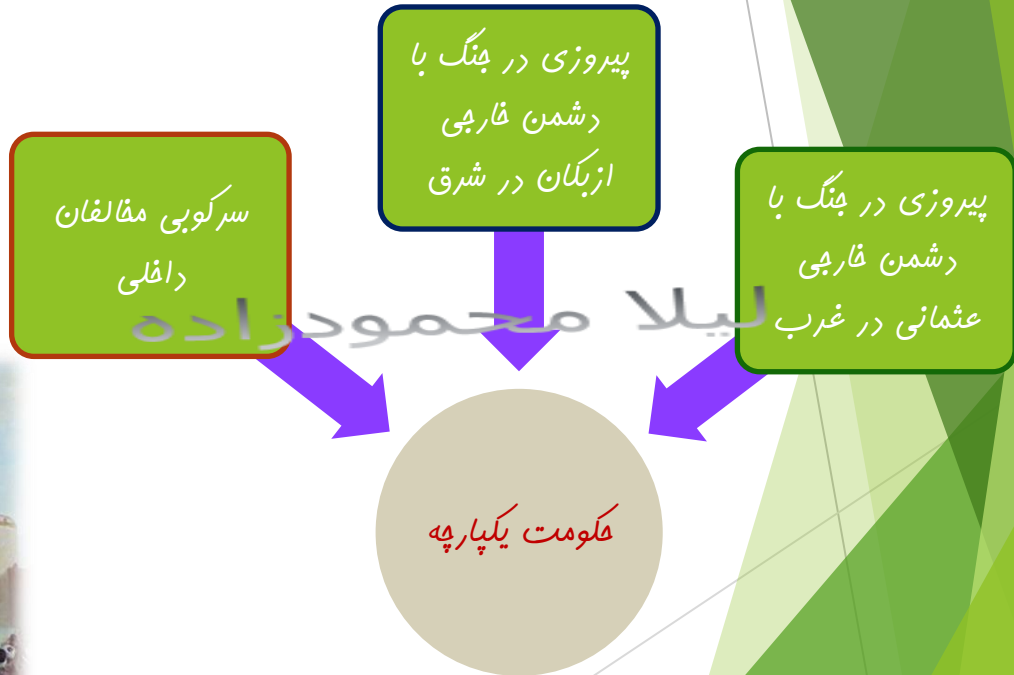 پیروزی در جنگ با
دشمن خارجی
ازبکان در شرق
پیروزی در جنگ با
دشمن خارجی
عثمانی در غرب
سرکوبی مخالفان
داخلی
لیلا محمودزاده
حکومت یکپارچه